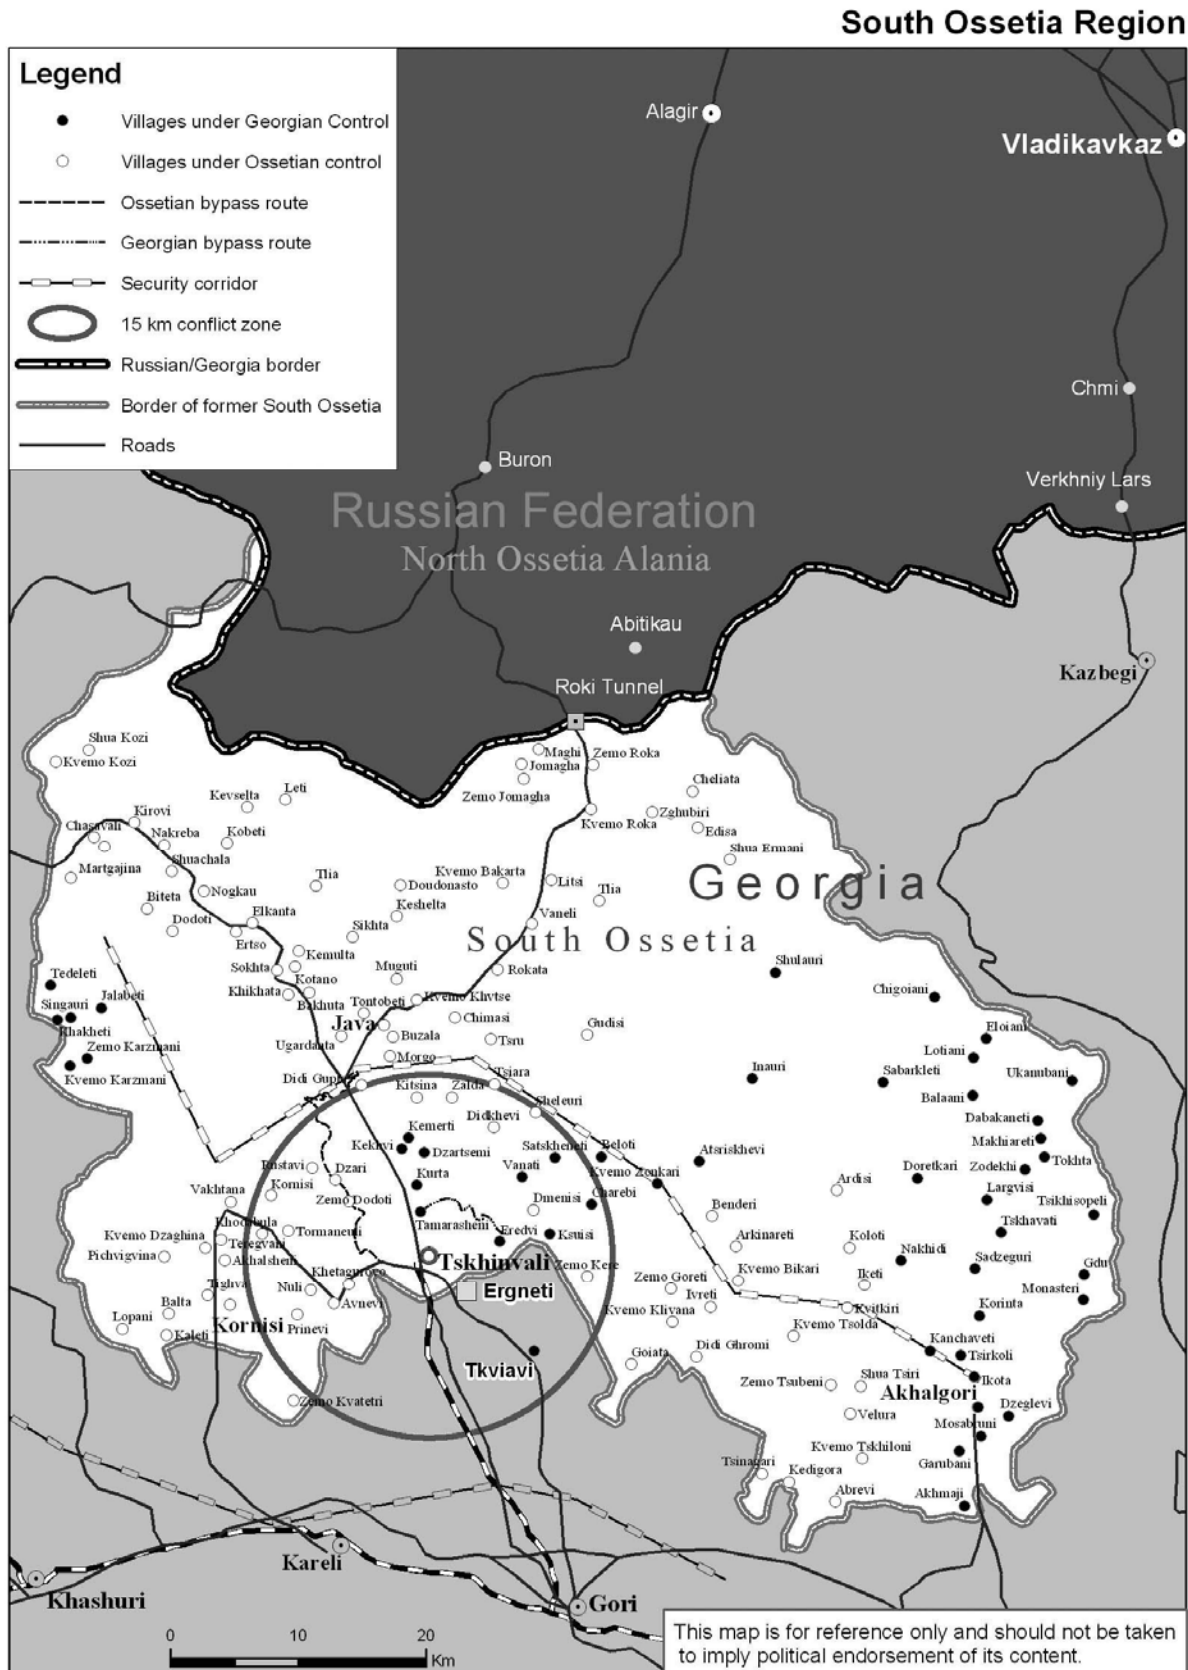 South Ossetia Region
Legend
Villages under Georgian Control
Villages under Ossetian control
Ossetian bypass route
Georgian bypass route
Security corridor
15 km conflict zone
Russian/Georgia border
Border of former South Ossetia
Roads
Alagir
Vladikavkaz
Chmi
Buron
Verkhniy Lars
Russian Federation
North Ossetia Alania
Abitikau
Kazbegi
Roki Tunnel
Shua Kozi
Kvemo Kozi
Maghi
Zemo Roka
Jomagha
Zemo Jomagha
Cheliata
Leti
Kevselta
Kirovi
Kvemo Roka
Zghubiri
Chasavali
Nakreba
Kobeti
Edisa
Shua Ermani
Martgajina
Shuachala
Tlia
Kvemo Bakarta
Doudonasto
Litsi
Tlia
Georgia
Biteta
Nogkau
Keshelta
Dodoti
Elkanta
Vaneli
Ertso
Sikhta
South Ossetia
Kemulta
Sokhta
Kotano
Muguti
Rokata
Shulauri
Tedeleti
Khikhata
Bakhuta
Chigoiani
Singauri
Jalabeti
Tontobeti
Kvemo Khvtse
Java
Chimasi
Gudisi
Rhakheti
Zemo Karzmani
Ugardanta
Buzala
Tsru
Eloiani
Lotiani
Kvemo Karzmani
Morgo
Didi Gupt
Kitsina
Zalda
Tsiara
Inauri
Sabarkleti
Ukanubani
Balaani
Sheleuri
Didkhevi
Dabakaneti
Kemerti
Kekhvi
Dzartsemi
Satskheneti
Beloti
Atsriskhevi
Makhiareti
Tokhta
Rustavi
Dzari
Kurta
Vanati
Kvemo Zonkari
Doretkari
Zodekhi
Vakhtana
Kornisi
Zemo Dodoti
Dmenisi
Charebi
Ardisi
Largvisi
Tsikhisopeli
Khodabula
Tormaneuli
Tamarasheni
Eredvi
Ksuisi
Benderi
Arkinareti
Koloti
Tskhavati
Kvemo Dzaghina
Teregvani
Pichvigvina
Akhalsheni
Tskhinvali
Zemo Kere
Nakhidi
Sadzeguri
Gdu
Khetagurovo
Zemo Goreti
Kvemo Bikari
Iketi
Monasteri
Tighva
Nuli
Ergneti
Ivreti
Balta
Avnevi
Kvemo Kliyana
Kvitkiri
Korinta
Lopani
Kaleti
Kornisi
Prinevi
Kvemo Tsolda
Kanchaveti
Goiata
Didi Ghromi
Tkviavi
Tsirkoli
Zemo Tsubeni
Shua Tsiri
Ikota
Akhalgori
Zemo Kvatetri
Velura
Dzeglevi
Mosabruni
Tsinagari
Kvemo Tskhiloni
Garubani
Kedigora
Abrevi
Akhmaji
Kareli
Khashuri
Gori
0 10 20
Km
This map is for reference only and should not be taken
to imply political endorsement of its content.